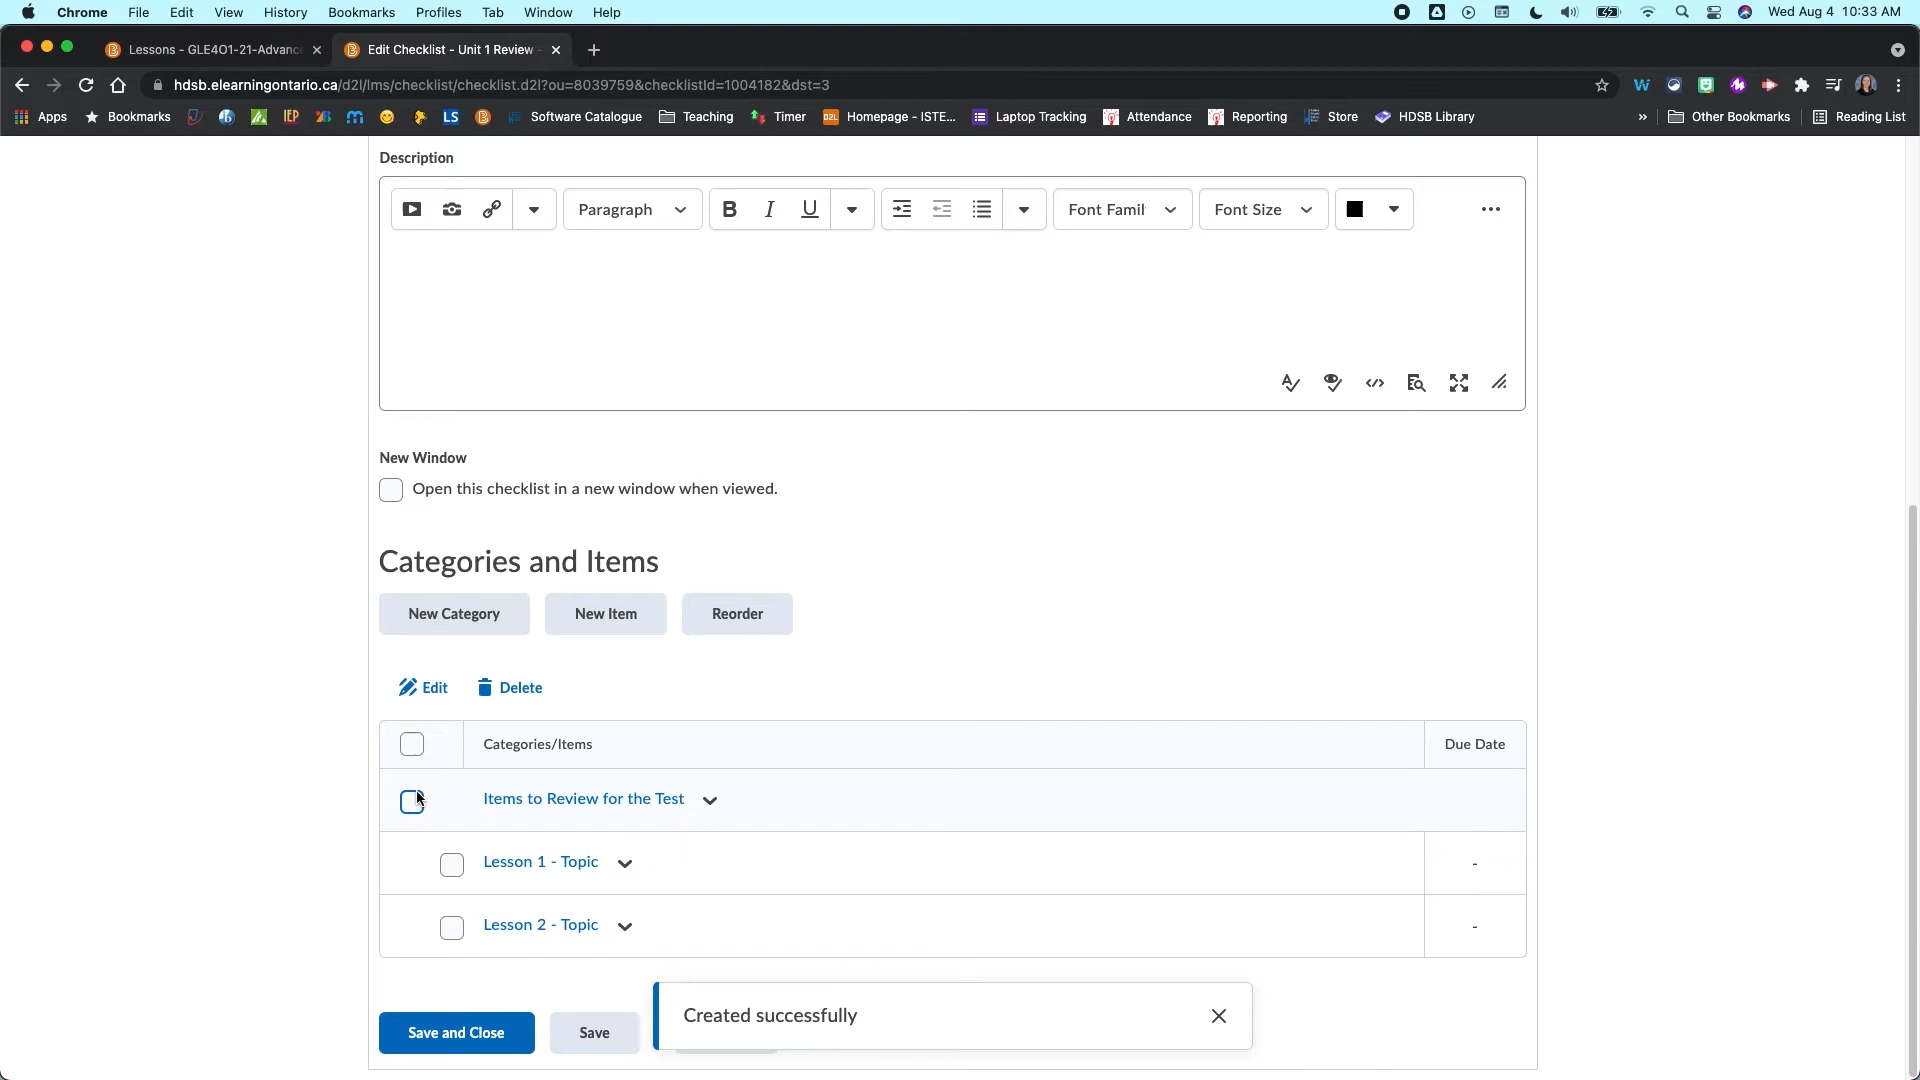 Chrome File Edit View History Bookmarks Profiles Tab Window Help Wed Aug 4 10:33 AM
Lessons - GLE4O1-21-Advanc Edit Checklist - Unit 1 Review -
hdsb.elearningontario.ca/d2l/lms/checklist/checklist.d2l?ou=8039759&checklistId=1004182&dst=3
Apps Bookmarks IEP LS Software Catalogue Teaching Timer D2L Homepage - ISTE... Laptop Training Attendance Reporting Store HDSB Library » Other Bookmarks Reading List
Description
Paragraph B I U Font Famil Font Size
New Window
Open this checklist in a new window when viewed.
Categories and Items
New Category New Item Reorder
Edit Delete
Categories/Items Due Date
Items to Review for the Test
Lesson 1 - Topic -
Lesson 2 - Topic -
Created successfully
Save and Close Save